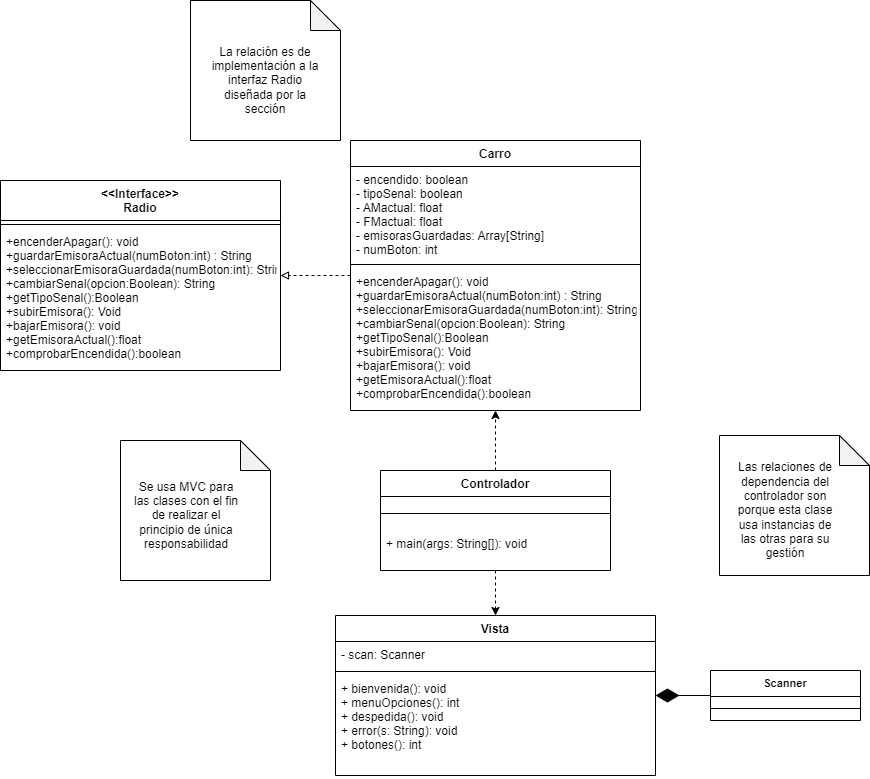 La relación es de
implementación a la
interfaz Radio
diseñada por la
sección
<<Interface>>
Radio
+encenderApagar(): void
+guardarEmisoraActual(numBoton:int) : String
+seleccionarEmisoraGuardada(numBoton:int): Strin
+cambiarSenal(opcion:Boolean): String
+getTipoSenal():Boolean
+subirEmisora(): Void
+bajarEmisora(): void
+getEmisoraActual():float
+comprobarEncendida():boolean
Carro
- encendido: boolean
- tipoSenal: boolean
- AMactual: float
- FMactual: float
- emisorasGuardadas: Array[String]
- numBoton: int
+encenderApagar(): void
+guardarEmisoraActual(numBoton:int) : String
+seleccionarEmisoraGuardada(numBoton:int): String
+cambiarSenal(opcion:Boolean): String
+getTipoSenal():Boolean
+subirEmisora(): Void
+bajarEmisora(): void
+getEmisoraActual():float
+comprobarEncendida():boolean
Se usa MVC para
las clases con el fin
de realizar el
principio de única
responsabilidad
Controlador
+ main(args: String[]): void
Las relaciones de
dependencia del
controlador son
porque esta clase
usa instancias de
las otras para su
gestión
Vista
- scan: Scanner
+ bienvenida(): void
+ menuOpciones(): int
+ despedida(): void
+ error(s: String): void
+ botones(): int
Scanner